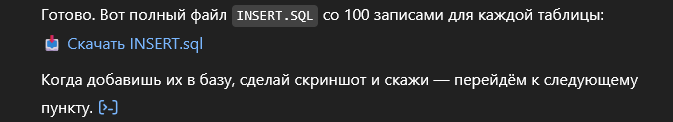 Готово. Вот полный файл INSERT.SQL со 100 записями для каждой таблицы:
Скачать INSERT.sql
Когда добавишь их в базу, сделай скриншот и скажи — перейдём к следующему
пункту. [>-]